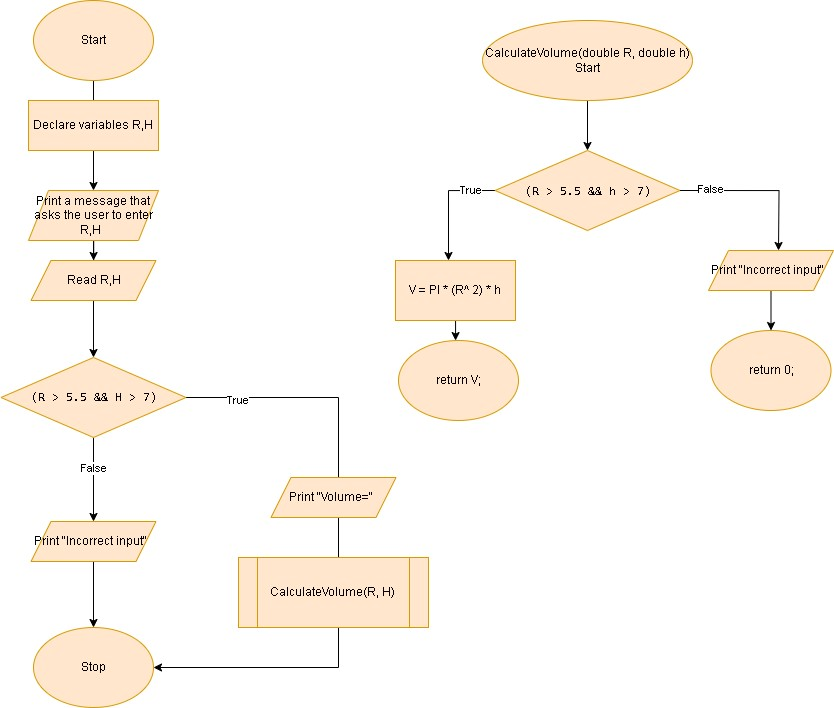 Start
Declare variables R,H
Print a message that
asks the user to enter
R,H
Read R,H
(R > 5.5 && H > 7)
True
False
Print "Incorrect input"
Print "Volume="
CalculateVolume(R, H)
Stop
CalculateVolume(double R, double h)
Start
(R > 5.5 && h > 7)
True
False
V = PI * (R^ 2) * h
return V;
Print "Incorrect input"
return 0;